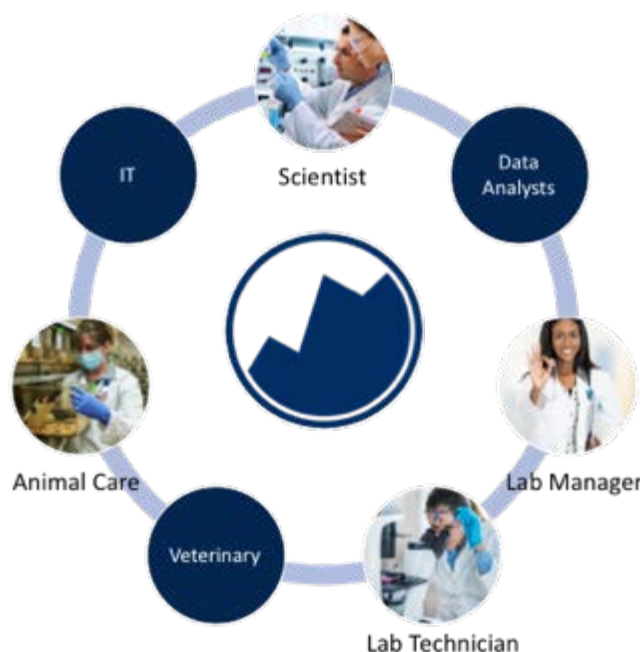 Scientist
Data
Analysts
Lab Manager
Lab Technician
Veterinary
Animal Care
IT